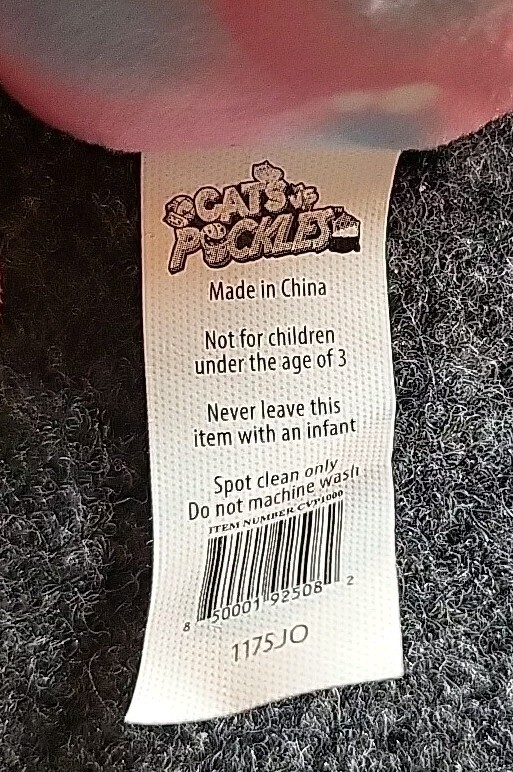 CATS vs
PICKLES
Made in China
Not for children
under the age of 3
Never leave this
item with an infant
Spot clean only
Do not machine wash
ITEM NUMBER CVP1000
8 50001 92508 2
1175JO